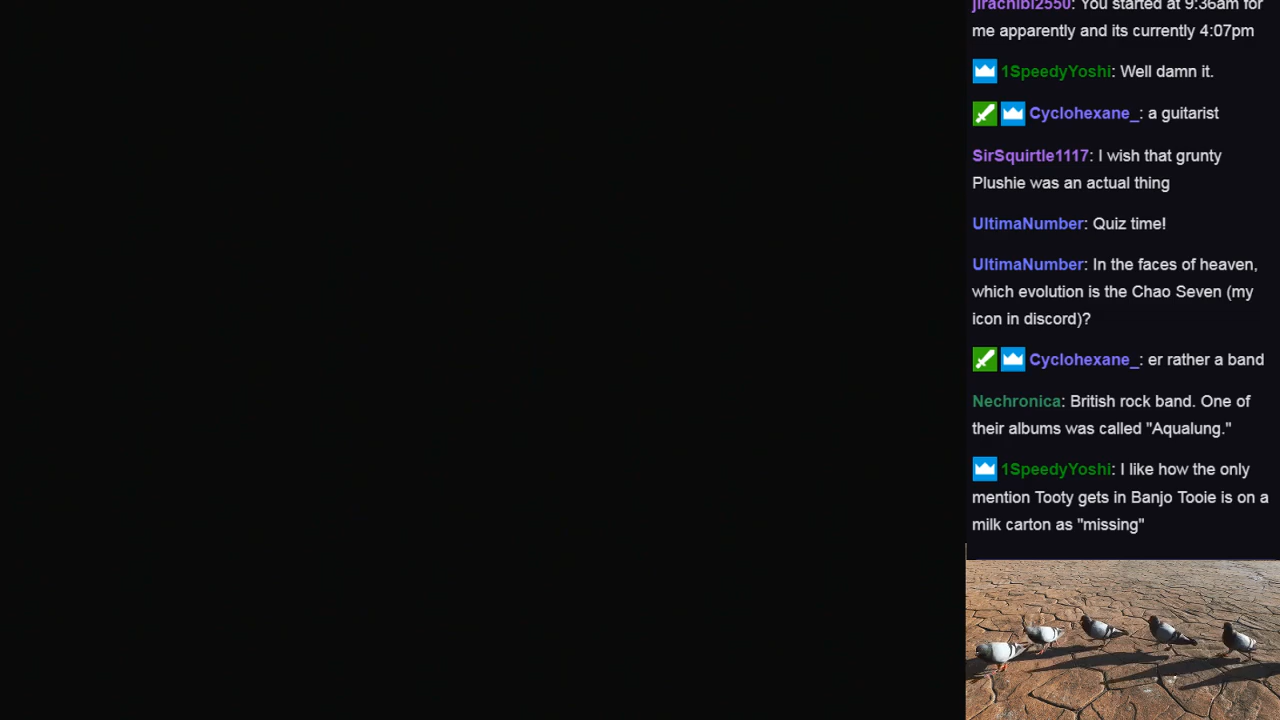 jirachibi2550: You started at 9:36am for
me apparently and its currently 4:07pm
1SpeedyYoshi: Well damn it.
Cyclohexane_: a guitarist
SirSquirtle1117: I wish that grunty
Plushie was an actual thing
UltimaNumber: Quiz time!
UltimaNumber: In the faces of heaven,
which evolution is the Chao Seven (my
icon in discord)?
Cyclohexane_: er rather a band
Nechronica: British rock band. One of
their albums was called "Aqualung."
1SpeedyYoshi: I like how the only
mention Tooty gets in Banjo Tooie is on a
milk carton as "missing"